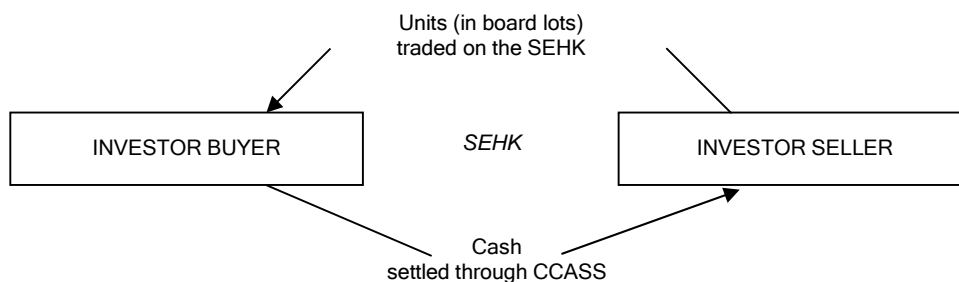 Units (in board lots)
traded on the SEHK
INVESTOR BUYER
SEHK
INVESTOR SELLER
Cash
settled through CCASS